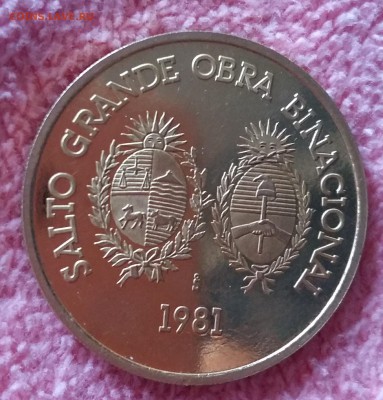 SALTO GRANDE OBRA BINACIONAL
1981